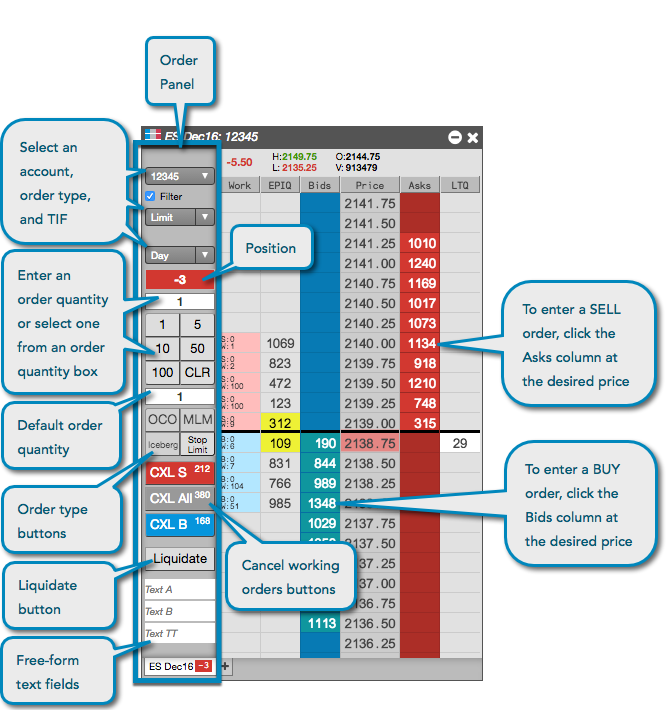 Order
Panel
Select an
account,
order type,
and TIF
Enter an
order quantity
or select one
from an order
quantity box
Default order
quantity
Order type
buttons
Liquidate
button
Free-form
text fields
ES Dec16: 12345
-5.50
H:2149.75
L: 2135.25
O:2144.75
V: 913479
12345
Filter
Limit
Day
-3
1
1 5
10 50
100 CLR
1
OCO MLM
Iceberg Stop
Limit
CXL S 212
CXL All 380
CXL B 168
Liquidate
Text A
Text B
Text TT
ES Dec16 -3 +
Position
Cancel working
orders buttons
Work EPIQ Bids Price Asks LTQ
2141.75
2141.50
2141.25 1010
2141.00 1240
2140.75 1169
2140.50 1017
2140.25 1073
S:0
W:1
1069 2140.00 1134
S:0
W:2
823 2139.75 918
S:0
W:100
472 2139.50 1210
S:0
W:100
123 2139.25 748
312 2139.00 315
B:0
W:6
109 190 2138.75 29
B:0
W:7
831 844 2138.50
B:0
W:104
766 989 2138.25
B:0
W:51
985 1348
1029 2137.75
2137.50
2137.25
2137.00
2136.75
1113 2136.50
2136.25
To enter a SELL
order, click the
Asks column at
the desired price
To enter a BUY
order, click the
Bids column at
the desired price